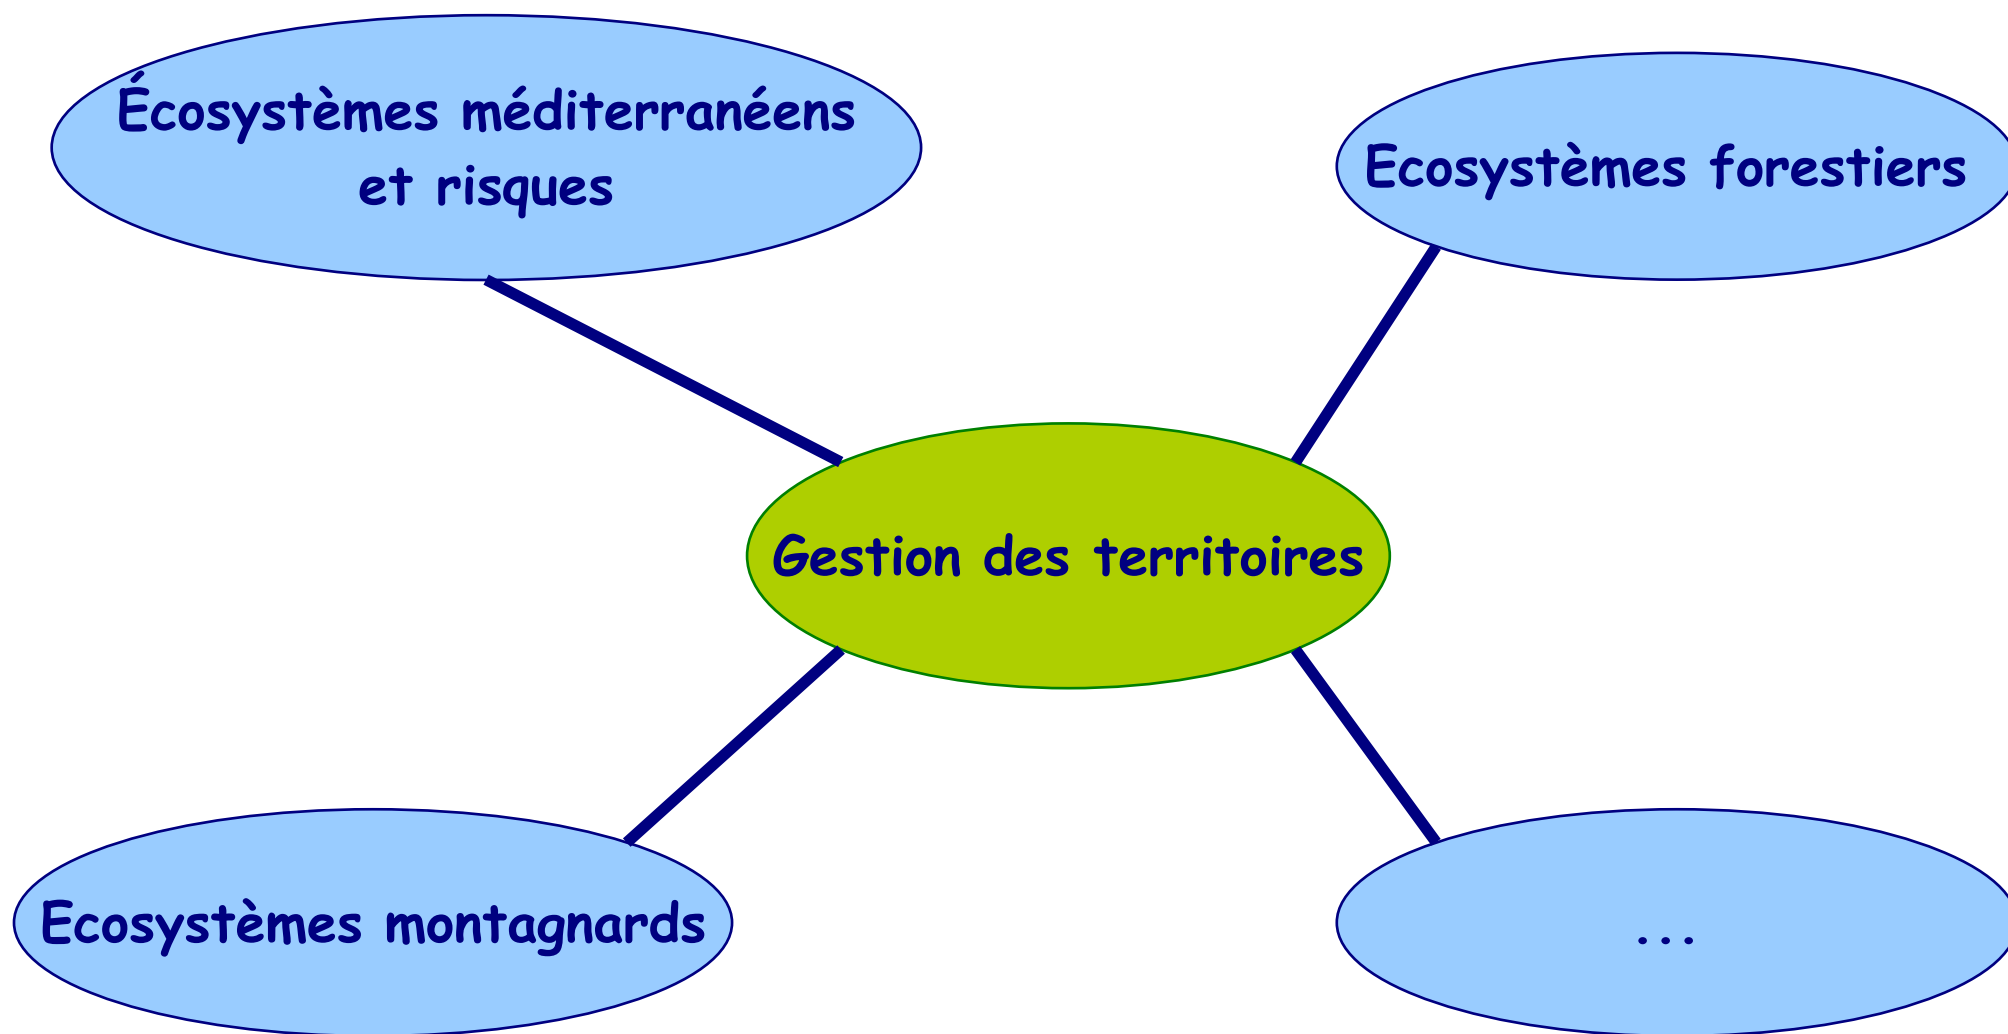 Écosystèmes méditerranéens
et risques
Ecosystèmes forestiers
Gestion des territoires
Ecosystèmes montagnards
...